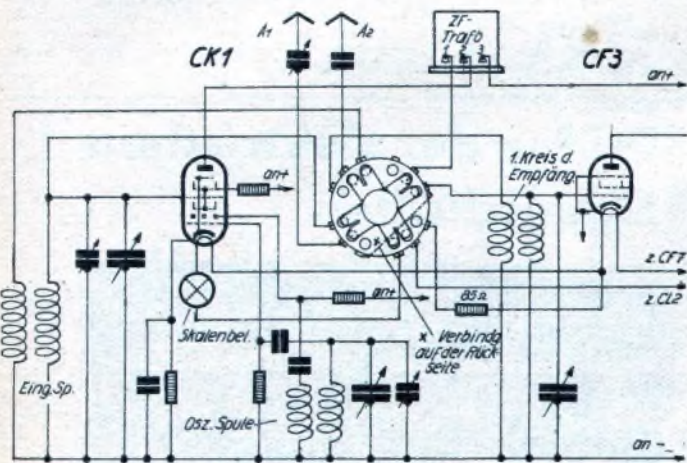 A1
A2
ZF-
Trafo
1 2 3
CK1
CF3
an+
an+
1. Kreis d.
Empfäng.
an+
85Ω
z.CF7
z.CL2
Skalenbel.
x Verbindg
auf der Rück-
seite
x
Eing. Sp.
Osz. Spule
an -